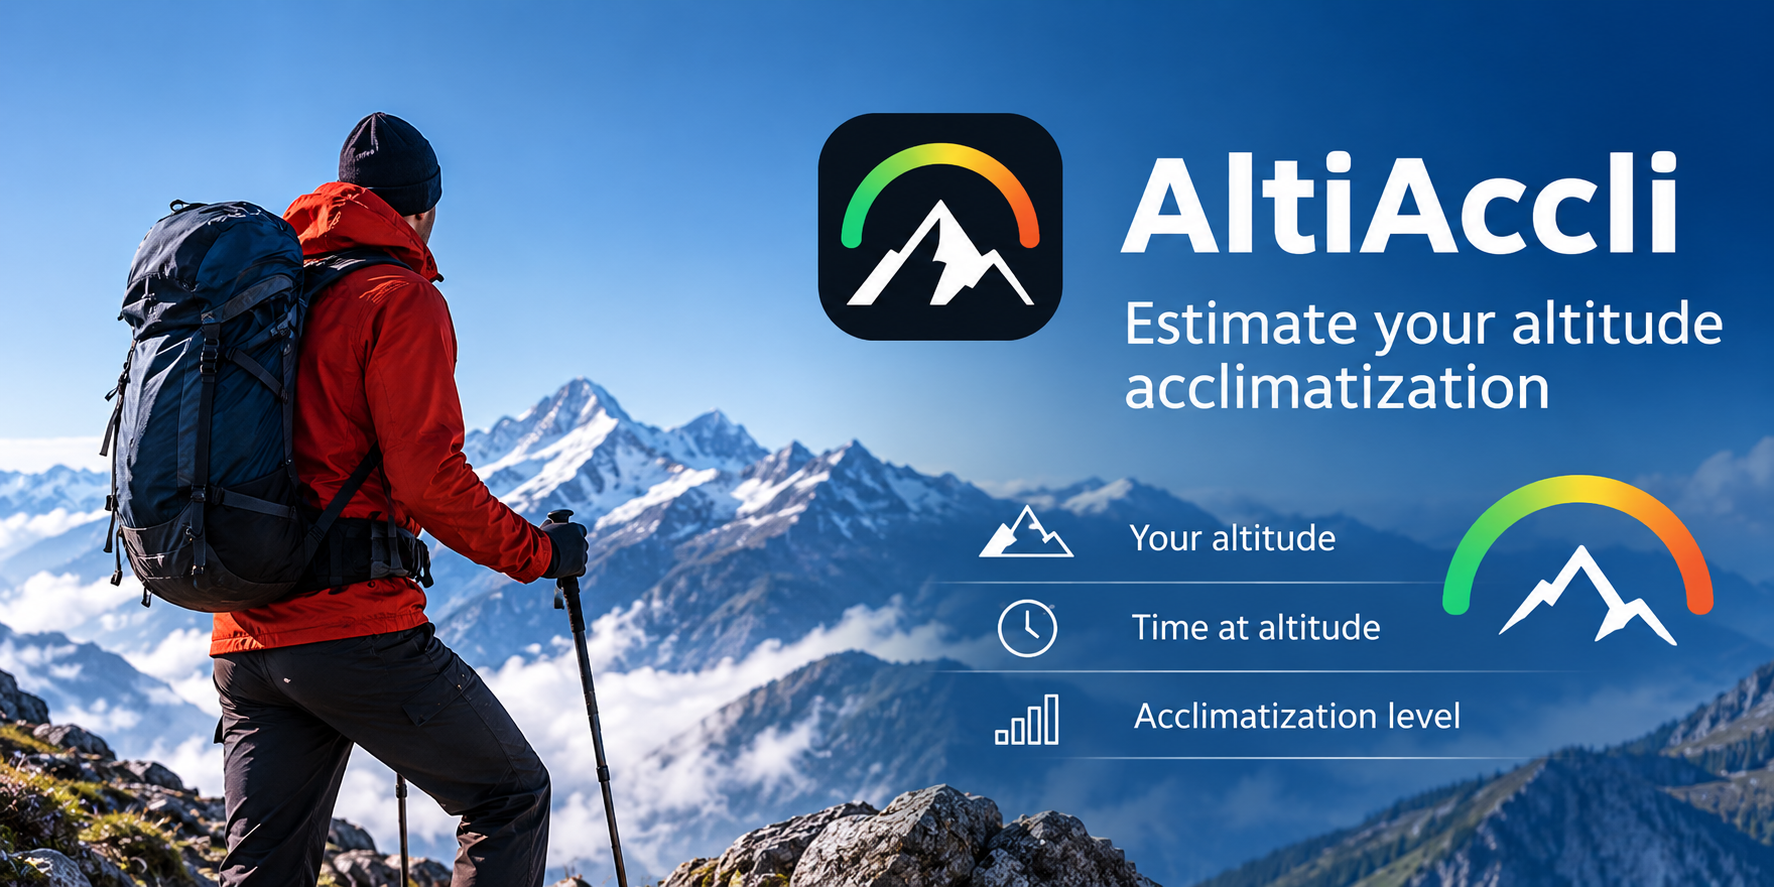 AltiAccli
Estimate your altitude
acclimatization
Your altitude
Time at altitude
Acclimatization level